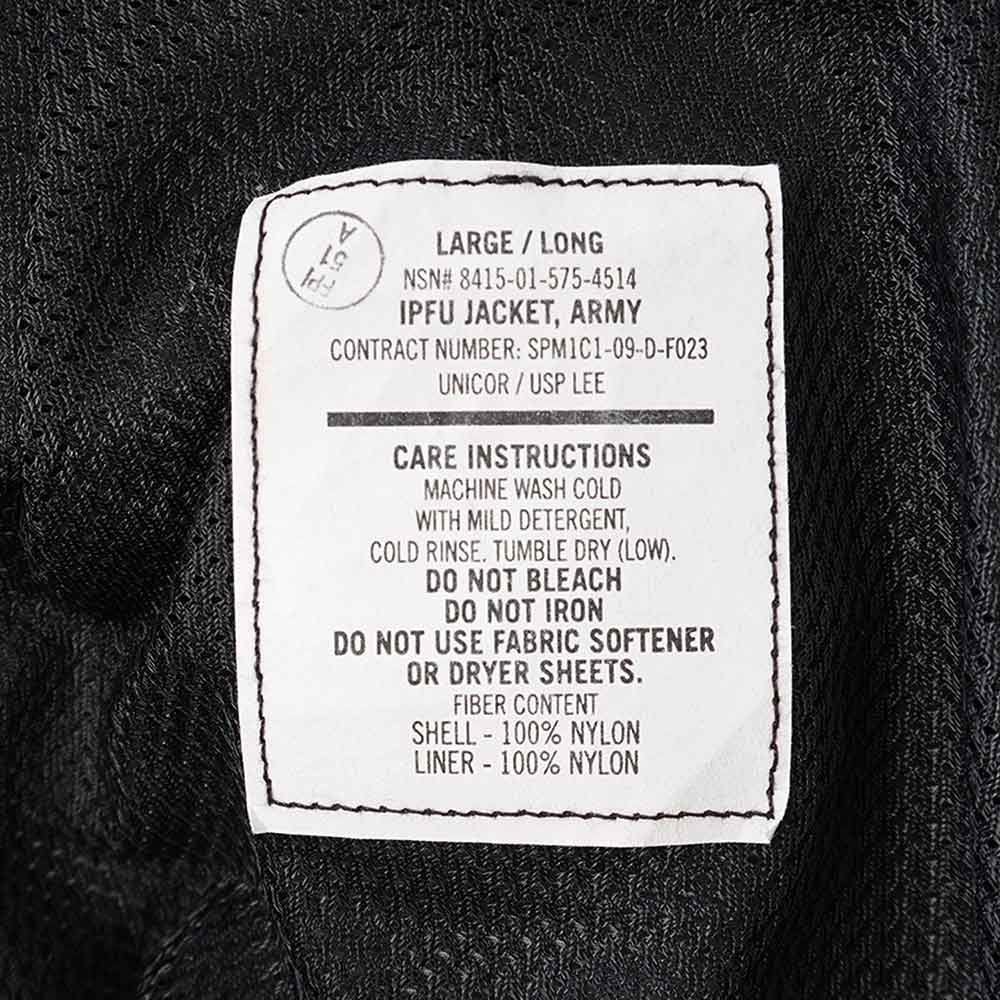 LARGE / LONG
NSN# 8415-01-575-4514
IPFU JACKET, ARMY
CONTRACT NUMBER: SPM1C1-09-D-F023
UNICOR / USP LEE
CARE INSTRUCTIONS
MACHINE WASH COLD
WITH MILD DETERGENT,
COLD RINSE. TUMBLE DRY (LOW).
DO NOT BLEACH
DO NOT IRON
DO NOT USE FABRIC SOFTENER
OR DRYER SHEETS.
FIBER CONTENT
SHELL - 100% NYLON
LINER - 100% NYLON